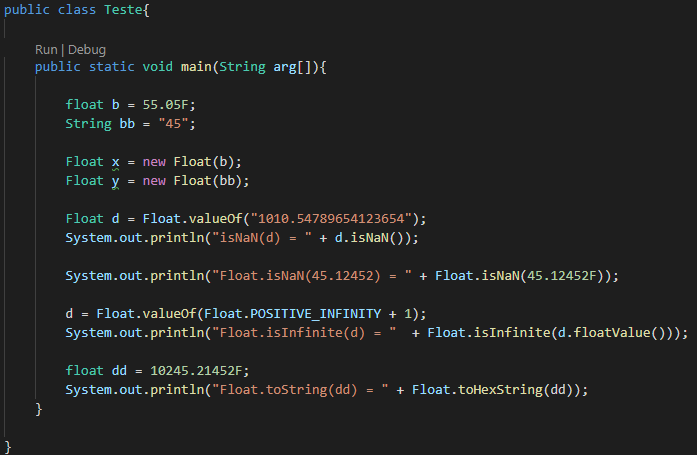 public class Teste{
Run | Debug
public static void main(String arg[]){
float b = 55.05F;
String bb = "45";
Float x = new Float(b);
Float y = new Float(bb);
Float d = Float.valueOf("1010.54789654123654");
System.out.println("isNaN(d) = " + d.isNaN());
System.out.println("Float.isNaN(45.12452) = " + Float.isNaN(45.12452F));
d = Float.valueOf(Float.POSITIVE_INFINITY + 1);
System.out.println("Float.isInfinite(d) = "  + Float.isInfinite(d.floatValue()));
float dd = 10245.21452F;
System.out.println("Float.toString(dd) = " + Float.toHexString(dd));
}
}